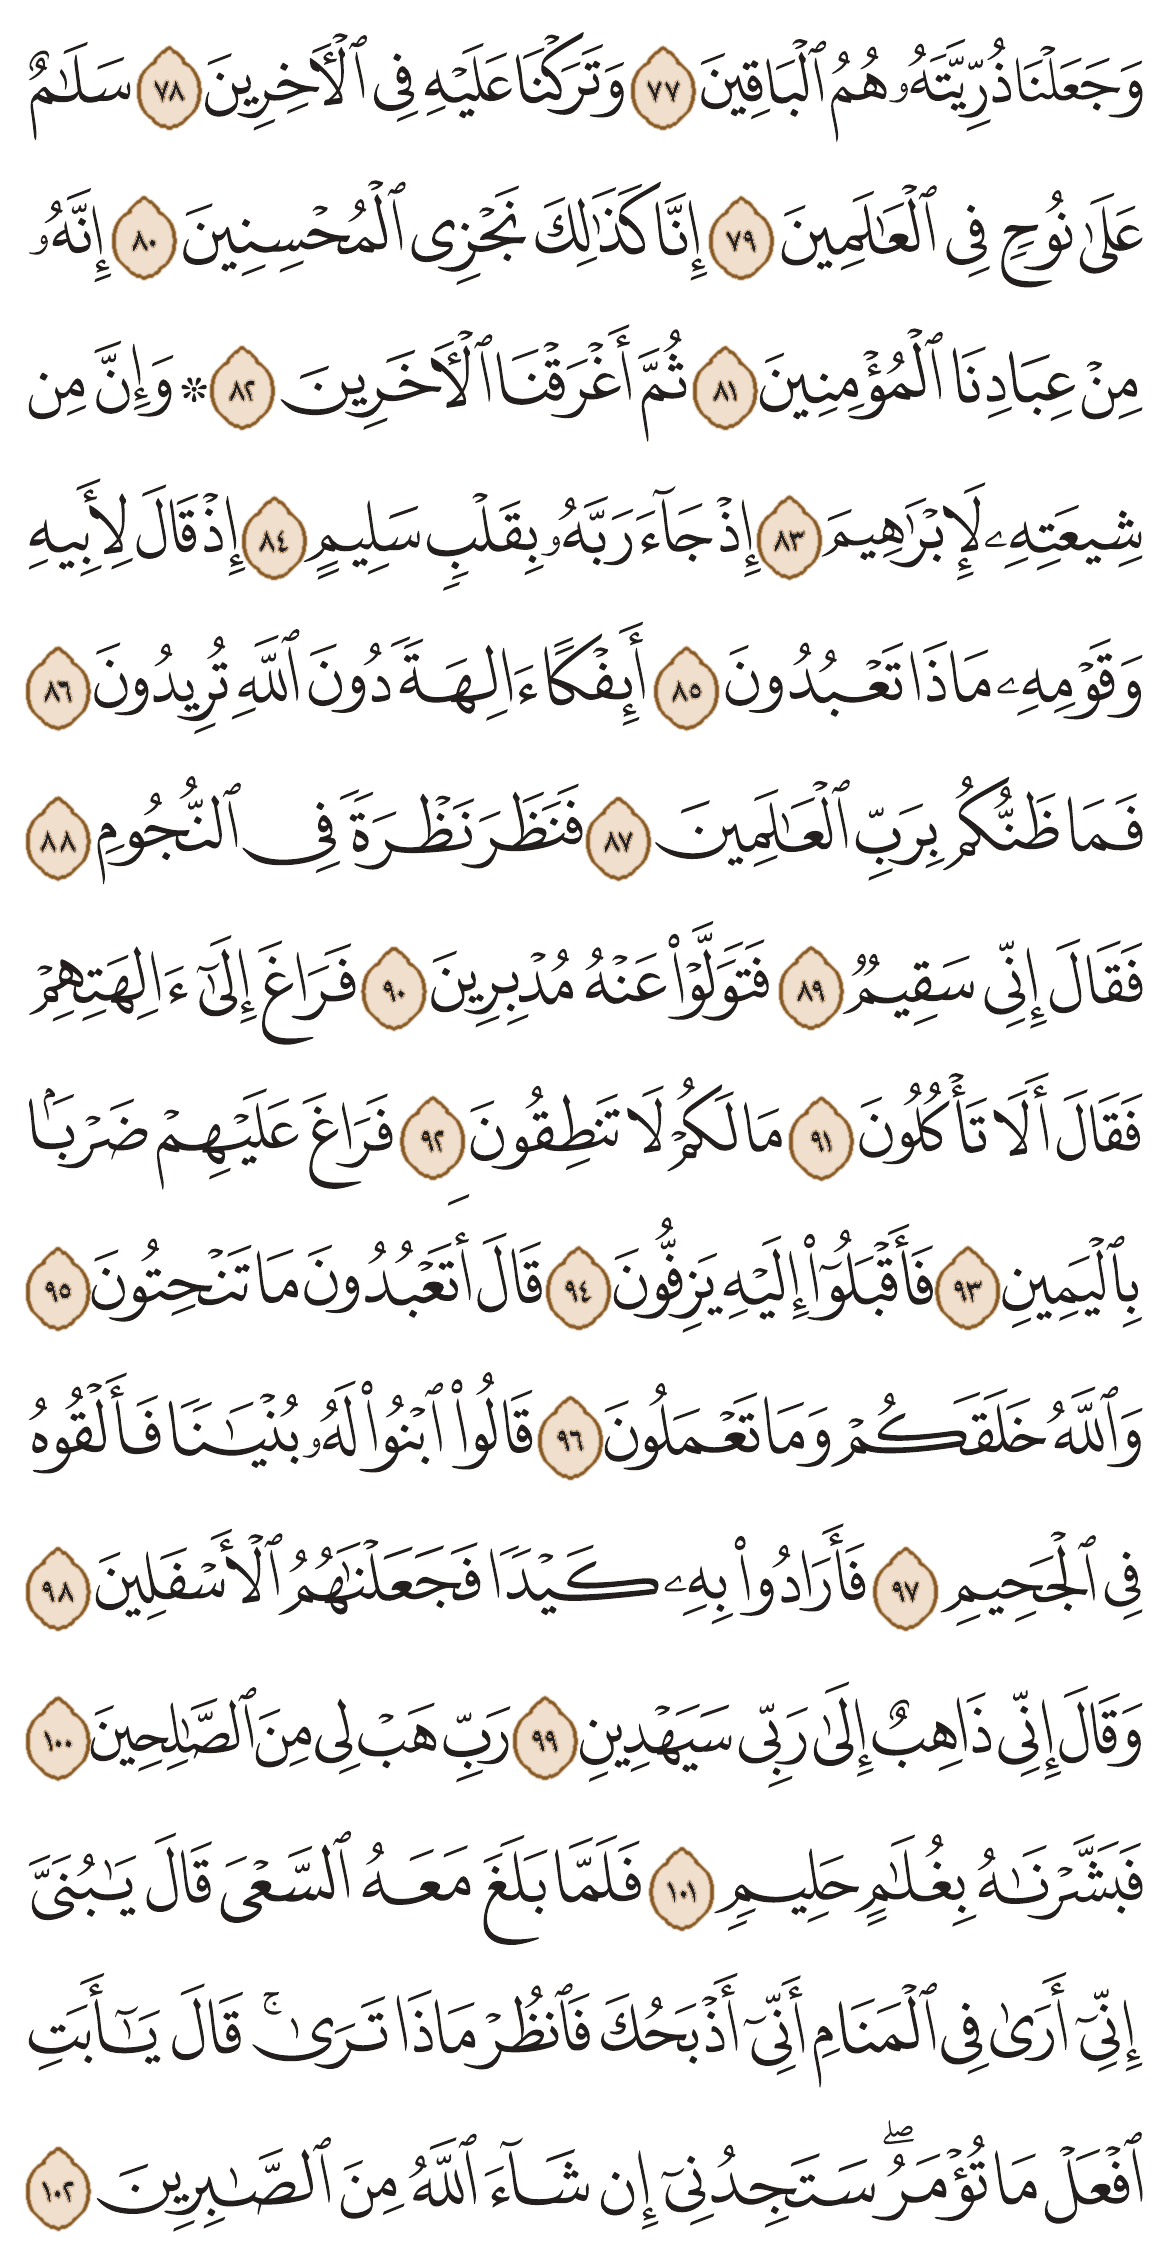 وَجَعَلْنَا ذُرِّيَّتَهُۥ هُمُ ٱلْبَاقِينَ ٧٧ وَتَرَكْنَا عَلَيْهِ فِى ٱلْـَٔاخِرِينَ ٧٨ سَلَـٰمٌ
عَلَىٰ نُوحٍ فِى ٱلْعَـٰلَمِينَ ٧٩ إِنَّا كَذَٰلِكَ نَجْزِى ٱلْمُحْسِنِينَ ٨٠ إِنَّهُۥ
مِنْ عِبَادِنَا ٱلْمُؤْمِنِينَ ٨١ ثُمَّ أَغْرَقْنَا ٱلْـَٔاخَرِينَ ٨٢ ۞ وَإِنَّ مِن
شِيعَتِهِۦ لَإِبْرَٰهِيمَ ٨٣ إِذْ جَآءَ رَبَّهُۥ بِقَلْبٍ سَلِيمٍ ٨٤ إِذْ قَالَ لِأَبِيهِ
وَقَوْمِهِۦ مَاذَا تَعْبُدُونَ ٨٥ أَئِفْكًا ءَالِهَةً دُونَ ٱللَّهِ تُرِيدُونَ ٨٦
فَمَا ظَنُّكُم بِرَبِّ ٱلْعَـٰلَمِينَ ٨٧ فَنَظَرَ نَظْرَةً فِى ٱلنُّجُومِ ٨٨
فَقَالَ إِنِّى سَقِيمٌ ٨٩ فَتَوَلَّوْا۟ عَنْهُ مُدْبِرِينَ ٩٠ فَرَاغَ إِلَىٰٓ ءَالِهَتِهِمْ
فَقَالَ أَلَا تَأْكُلُونَ ٩١ مَا لَكُمْ لَا تَنطِقُونَ ٩٢ فَرَاغَ عَلَيْهِمْ ضَرْبًۢا
بِٱلْيَمِينِ ٩٣ فَأَقْبَلُوٓا۟ إِلَيْهِ يَزِفُّونَ ٩٤ قَالَ أَتَعْبُدُونَ مَا تَنْحِتُونَ ٩٥
وَٱللَّهُ خَلَقَكُمْ وَمَا تَعْمَلُونَ ٩٦ قَالُوا۟ ٱبْنُوا۟ لَهُۥ بُنْيَـٰنًا فَأَلْقُوهُ
فِى ٱلْجَحِيمِ ٩٧ فَأَرَادُوا۟ بِهِۦ كَيْدًا فَجَعَلْنَـٰهُمُ ٱلْأَسْفَلِينَ ٩٨
وَقَالَ إِنِّى ذَاهِبٌ إِلَىٰ رَبِّى سَيَهْدِينِ ٩٩ رَبِّ هَبْ لِى مِنَ ٱلصَّـٰلِحِينَ ١٠٠
فَبَشَّرْنَـٰهُ بِغُلَـٰمٍ حَلِيمٍ ١٠١ فَلَمَّا بَلَغَ مَعَهُ ٱلسَّعْىَ قَالَ يَـٰبُنَىَّ
إِنِّىٓ أَرَىٰ فِى ٱلْمَنَامِ أَنِّىٓ أَذْبَحُكَ فَٱنظُرْ مَاذَا تَرَىٰ ۚ قَالَ يَـٰٓأَبَتِ
ٱفْعَلْ مَا تُؤْمَرُ ۖ سَتَجِدُنِىٓ إِن شَآءَ ٱللَّهُ مِنَ ٱلصَّـٰبِرِينَ ١٠٢